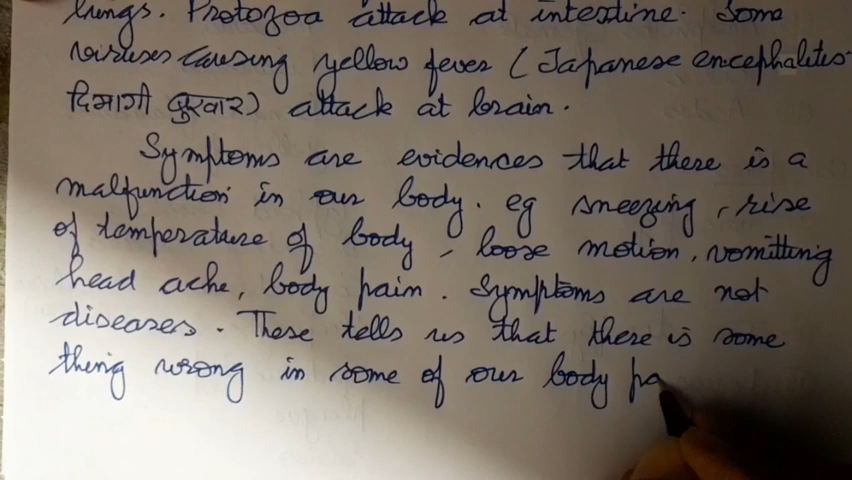 lungs. Protozoa attack at intestine. Some
viruses causing yellow fever (Japanese encephalites
दिमागी बुखार) attack at brain.
Symptoms are evidences that there is a
malfunction in our body. eg sneezing, rise
of temperature of body, loose motion, vomitting
head ache, body pain. Symptoms are not
diseases. These tells us that there is some
thing wrong in some of our body pa